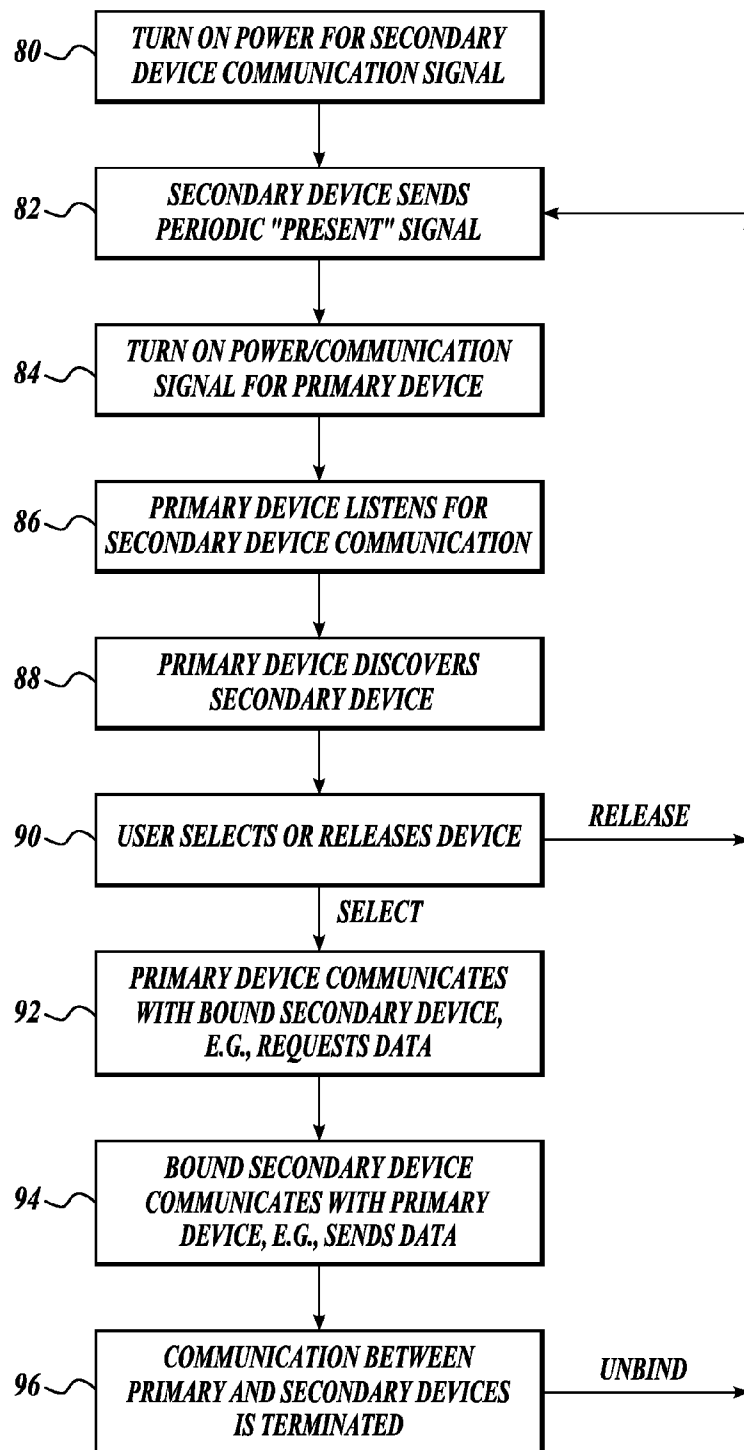 80
TURN ON POWER FOR SECONDARY
DEVICE COMMUNICATION SIGNAL
82
SECONDARY DEVICE SENDS
PERIODIC "PRESENT" SIGNAL
84
TURN ON POWER/COMMUNICATION
SIGNAL FOR PRIMARY DEVICE
86
PRIMARY DEVICE LISTENS FOR
SECONDARY DEVICE COMMUNICATION
88
PRIMARY DEVICE DISCOVERS
SECONDARY DEVICE
90
USER SELECTS OR RELEASES DEVICE
RELEASE
SELECT
92
PRIMARY DEVICE COMMUNICATES
WITH BOUND SECONDARY DEVICE,
E.G., REQUESTS DATA
94
BOUND SECONDARY DEVICE
COMMUNICATES WITH PRIMARY
DEVICE, E.G., SENDS DATA
96
COMMUNICATION BETWEEN
PRIMARY AND SECONDARY DEVICES
IS TERMINATED
UNBIND